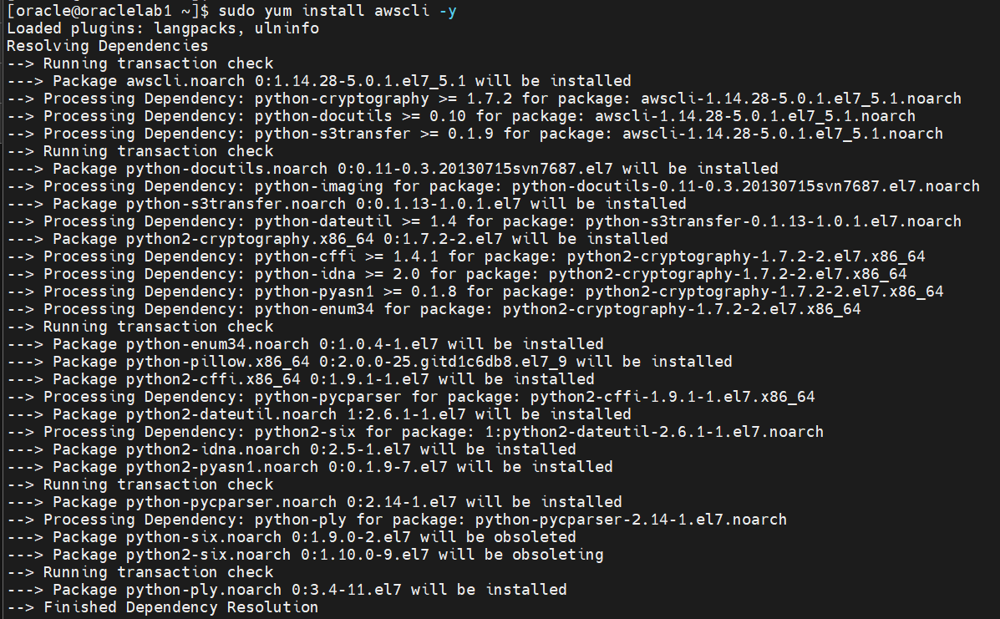 [oracle@oraclelab1 ~]$ sudo yum install awscli -y
Loaded plugins: langpacks, ulninfo
Resolving Dependencies
--> Running transaction check
---> Package awscli.noarch 0:1.14.28-5.0.1.el7_5.1 will be installed
--> Processing Dependency: python-cryptography >= 1.7.2 for package: awscli-1.14.28-5.0.1.el7_5.1.noarch
--> Processing Dependency: python-docutils >= 0.10 for package: awscli-1.14.28-5.0.1.el7_5.1.noarch
--> Processing Dependency: python-s3transfer >= 0.1.9 for package: awscli-1.14.28-5.0.1.el7_5.1.noarch
--> Running transaction check
---> Package python-docutils.noarch 0:0.11-0.3.20130715svn7687.el7 will be installed
--> Processing Dependency: python-imaging for package: python-docutils-0.11-0.3.20130715svn7687.el7.noarch
---> Package python-s3transfer.noarch 0:0.1.13-1.0.1.el7 will be installed
--> Processing Dependency: python-dateutil >= 1.4 for package: python-s3transfer-0.1.13-1.0.1.el7.noarch
---> Package python2-cryptography.x86_64 0:1.7.2-2.el7 will be installed
--> Processing Dependency: python-cffi >= 1.4.1 for package: python2-cryptography-1.7.2-2.el7.x86_64
--> Processing Dependency: python-idna >= 2.0 for package: python2-cryptography-1.7.2-2.el7.x86_64
--> Processing Dependency: python-pyasn1 >= 0.1.8 for package: python2-cryptography-1.7.2-2.el7.x86_64
--> Processing Dependency: python-enum34 for package: python2-cryptography-1.7.2-2.el7.x86_64
--> Running transaction check
---> Package python-enum34.noarch 0:1.0.4-1.el7 will be installed
---> Package python-pillow.x86_64 0:2.0.0-25.gitd1c6db8.el7_9 will be installed
---> Package python2-cffi.x86_64 0:1.9.1-1.el7 will be installed
--> Processing Dependency: python-pycparser for package: python2-cffi-1.9.1-1.el7.x86_64
---> Package python2-dateutil.noarch 1:2.6.1-1.el7 will be installed
--> Processing Dependency: python2-six for package: 1:python2-dateutil-2.6.1-1.el7.noarch
---> Package python2-idna.noarch 0:2.5-1.el7 will be installed
---> Package python2-pyasn1.noarch 0:0.1.9-7.el7 will be installed
--> Running transaction check
---> Package python-pycparser.noarch 0:2.14-1.el7 will be installed
--> Processing Dependency: python-ply for package: python-pycparser-2.14-1.el7.noarch
---> Package python-six.noarch 0:1.9.0-2.el7 will be obsoleted
---> Package python2-six.noarch 0:1.10.0-9.el7 will be obsoleting
--> Running transaction check
---> Package python-ply.noarch 0:3.4-11.el7 will be installed
--> Finished Dependency Resolution